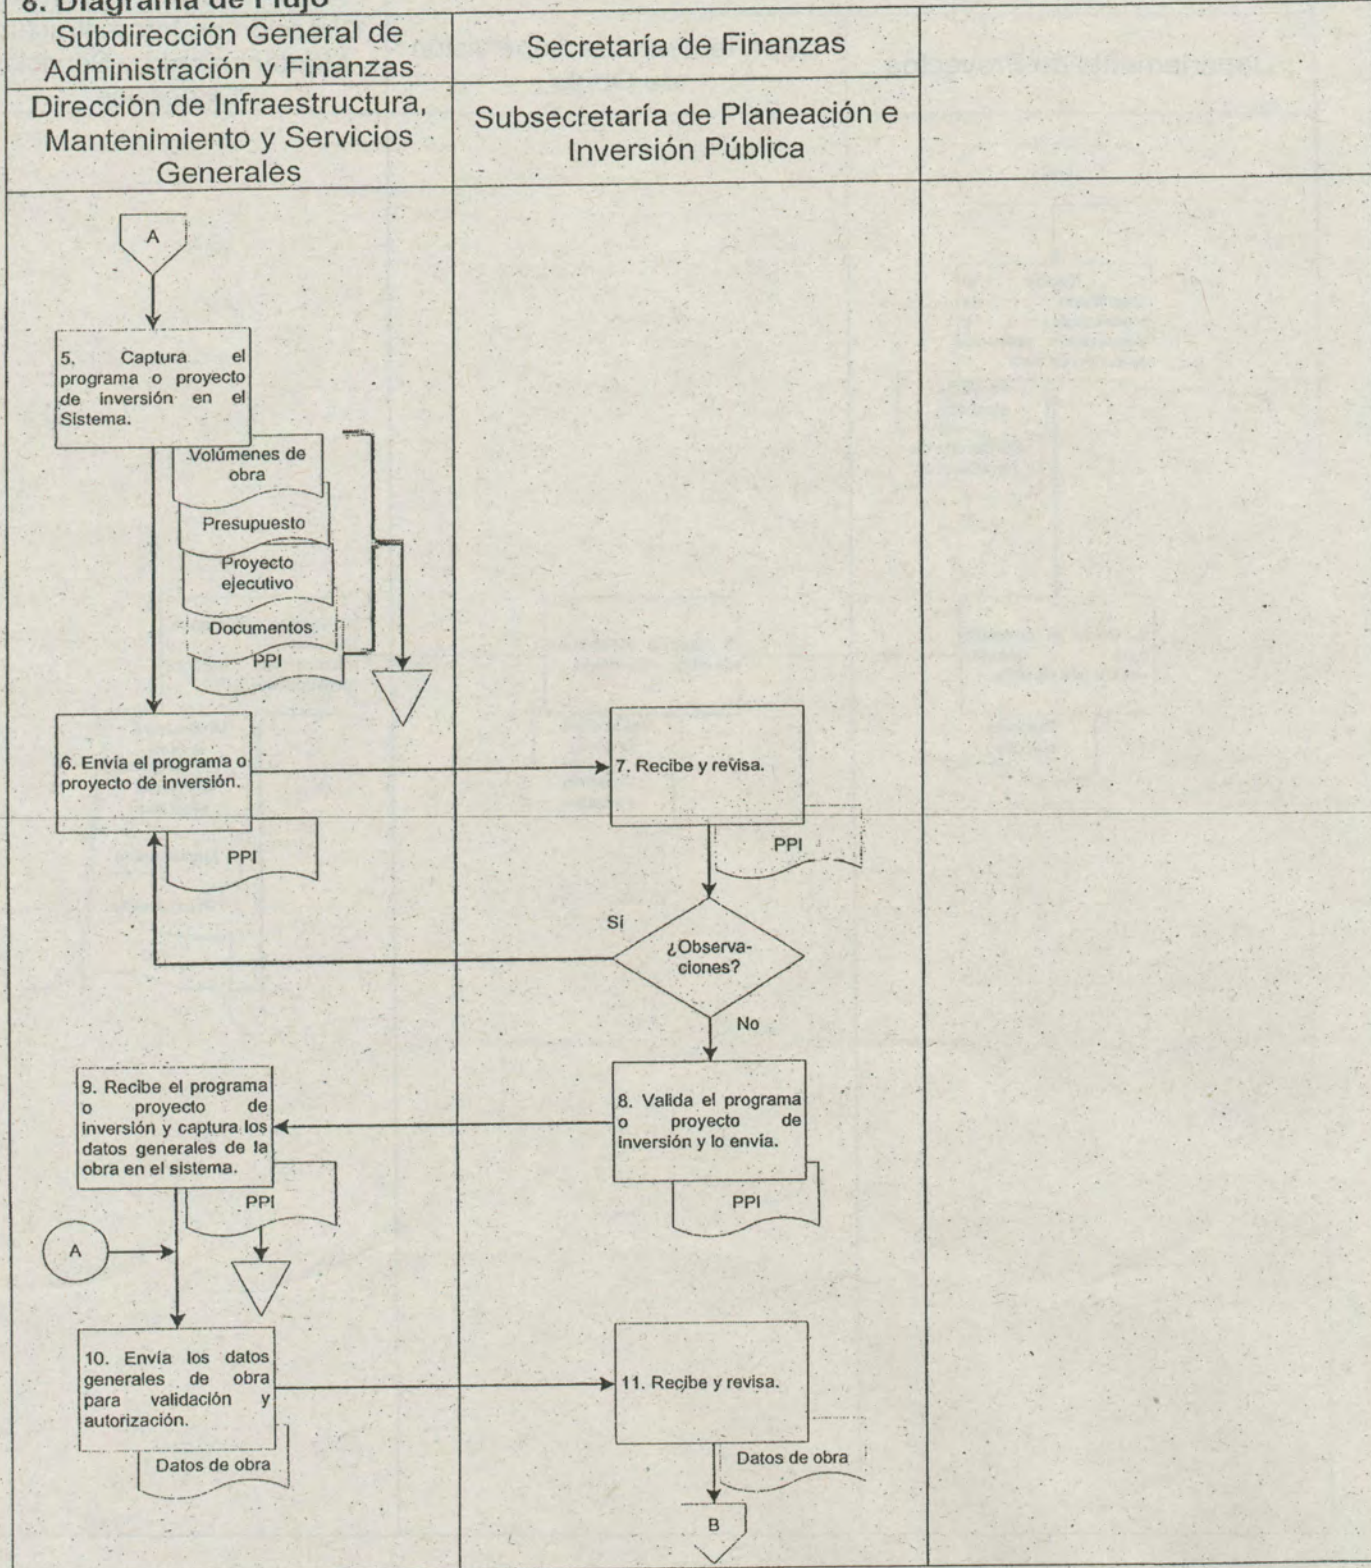 8. Diagrama de Flujo
Subdirección General de
Administración y Finanzas
Secretaría de Finanzas
Dirección de Infraestructura,
Mantenimiento y Servicios
Generales
Subsecretaría de Planeación e
Inversión Pública
A
5. Captura el
programa o proyecto
de inversión en el
Sistema.
Volúmenes de
obra
Presupuesto
Proyecto
ejecutivo
Documentos
PPI
6. Envía el programa o
proyecto de inversión.
PPI
7. Recibe y revisa.
PPI
Sí
¿Observa-
ciones?
No
8. Valida el programa
o proyecto de
inversión y lo envía.
PPI
9. Recibe el programa
o proyecto de
inversión y captura los
datos generales de la
obra en el sistema.
PPI
A
10. Envía los datos
generales de obra
para validación y
autorización.
Datos de obra
11. Recibe y revisa.
Datos de obra
B